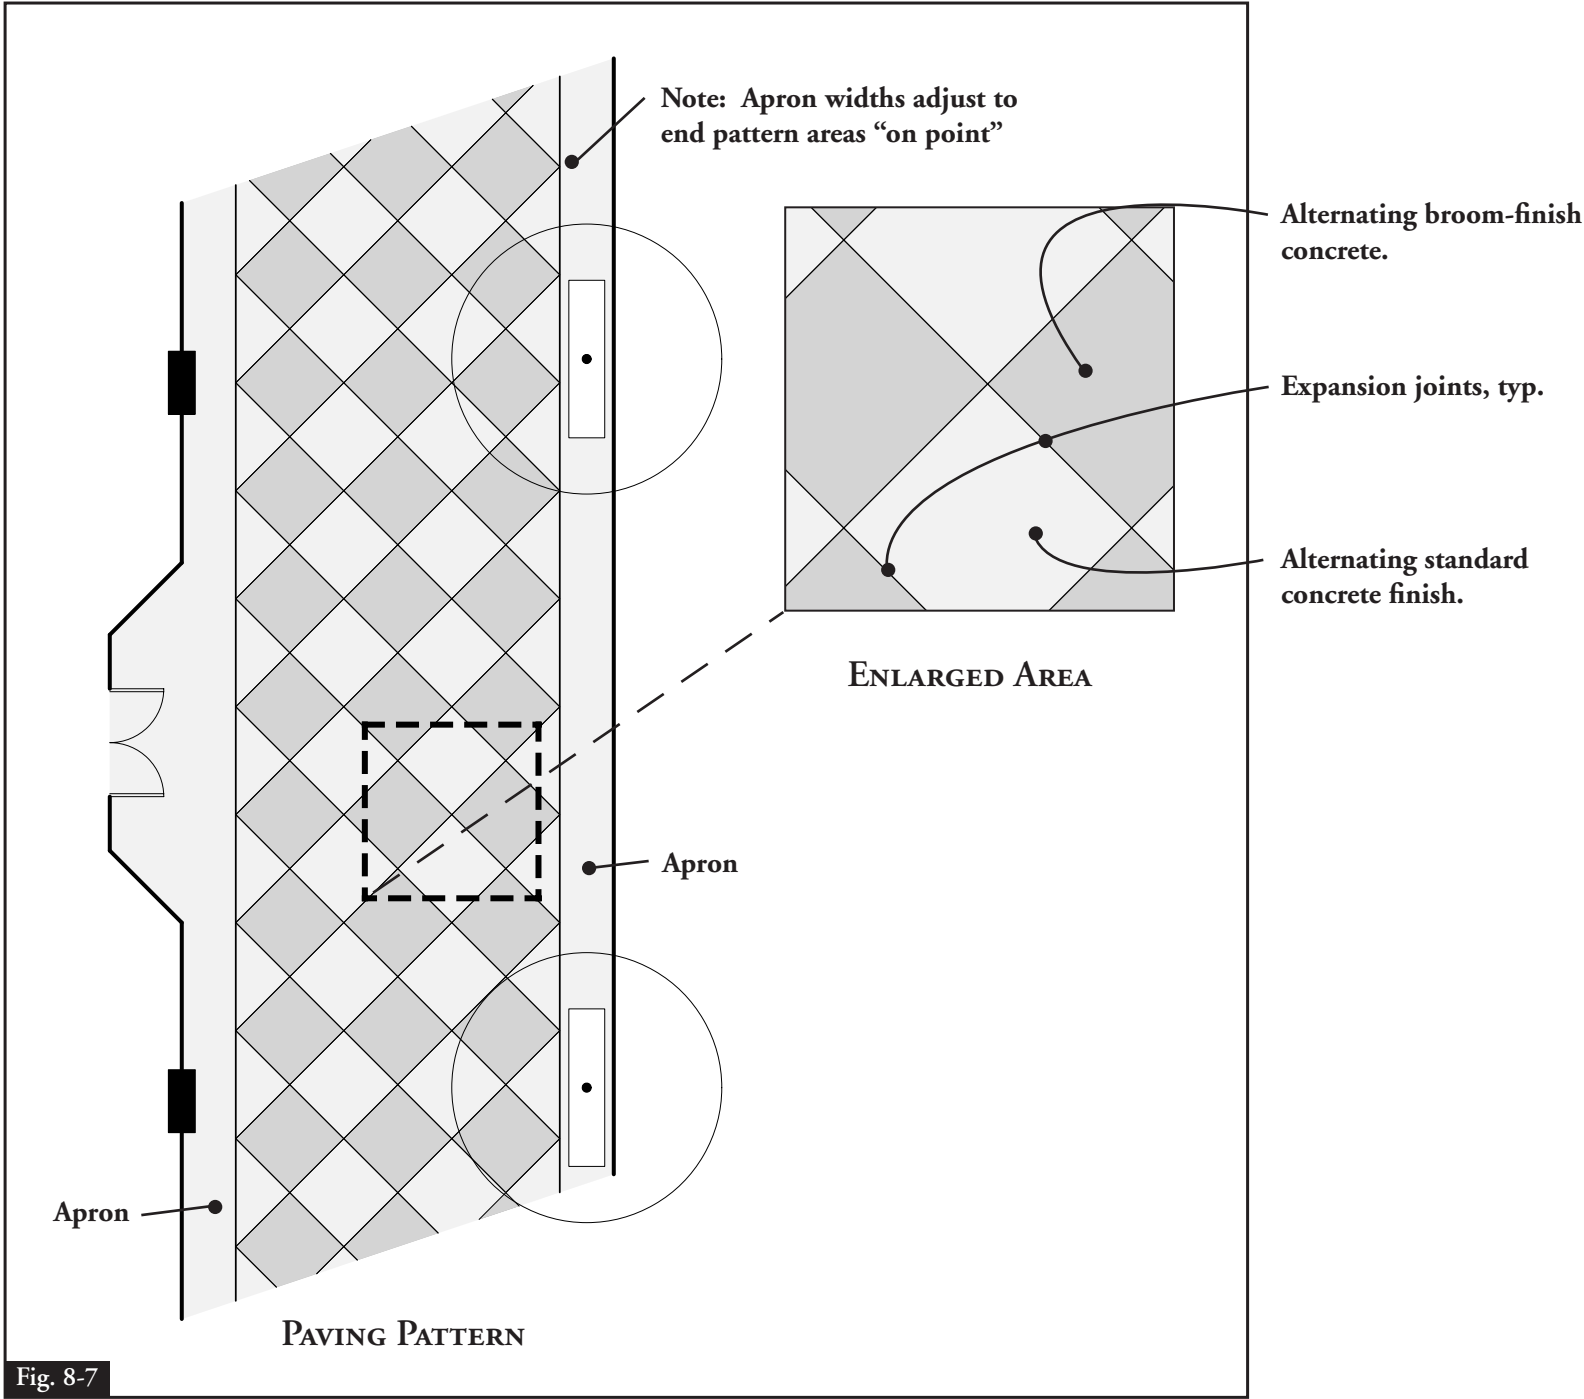 Note:  Apron widths adjust to
end pattern areas “on point”
Alternating broom-finish
concrete.
Expansion joints, typ.
Alternating standard
concrete finish.
Enlarged Area
Apron
Apron
Paving Pattern
Fig. 8-7